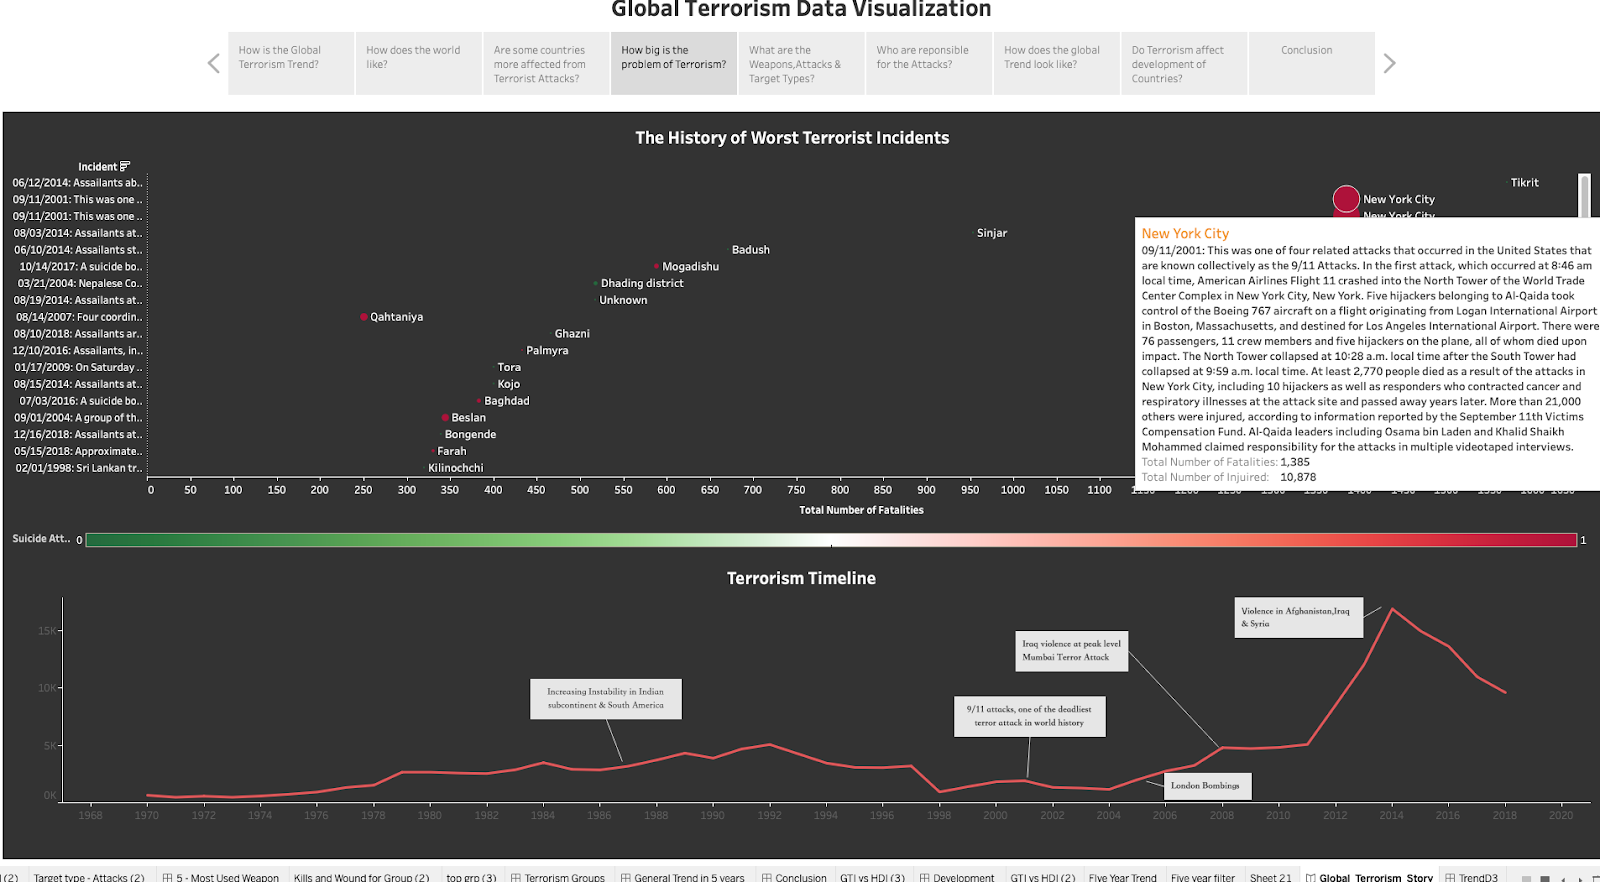 Global Terrorism Data Visualization
How is the Global
Terrorism Trend?
How does the world
like?
Are some countries
more affected from
Terrorist Attacks?
How big is the
problem of Terrorism?
What are the
Weapons,Attacks &
Target Types?
Who are reponsible
for the Attacks?
How does the global
Trend look like?
Do Terrorism affect
development of
Countries?
Conclusion
The History of Worst Terrorist Incidents
Incident
06/12/2014: Assailants ab.. Tikrit
09/11/2001: This was one .. New York City
09/11/2001: This was one .. New York City
08/03/2014: Assailants at.. Sinjar
06/10/2014: Assailants st.. Badush
10/14/2017: A suicide bo.. Mogadishu
03/21/2004: Nepalese Co.. Dhading district
08/19/2014: Assailants at.. Unknown
08/14/2007: Four coordin.. Qahtaniya
08/10/2018: Assailants ar.. Ghazni
12/10/2016: Assailants, in.. Palmyra
01/17/2009: On Saturday .. Tora
08/15/2014: Assailants at.. Kojo
07/03/2016: A suicide bo.. Baghdad
09/01/2004: A group of th.. Beslan
12/16/2018: Assailants at.. Bongende
05/15/2018: Approximate.. Farah
02/01/1998: Sri Lankan tr.. Kilinochchi
New York City
09/11/2001: This was one of four related attacks that occurred in the United States that
are known collectively as the 9/11 Attacks. In the first attack, which occurred at 8:46 am
local time, American Airlines Flight 11 crashed into the North Tower of the World Trade
Center Complex in New York City, New York. Five hijackers belonging to Al-Qaida took
control of the Boeing 767 aircraft on a flight originating from Logan International Airport
in Boston, Massachusetts, and destined for Los Angeles International Airport. There were
76 passengers, 11 crew members and five hijackers on the plane, all of whom died upon
impact. The North Tower collapsed at 10:28 a.m. local time after the South Tower had
collapsed at 9:59 a.m. local time. At least 2,770 people died as a result of the attacks in
New York City, including 10 hijackers as well as responders who contracted cancer and
respiratory illnesses at the attack site and passed away years later. More than 21,000
others were injured, according to information reported by the September 11th Victims
Compensation Fund. Al-Qaida leaders including Osama bin Laden and Khalid Shaikh
Mohammed claimed responsibility for the attacks in multiple videotaped interviews.
Total Number of Fatalities: 1,385
Total Number of Injuired: 10,878
0 50 100 150 200 250 300 350 400 450 500 550 600 650 700 750 800 850 900 950 1000 1050 1100
Total Number of Fatalities
Suicide Att.. 0 1
Terrorism Timeline
15K
10K
5K
0K
Violence in Afghanistan,Iraq
& Syria
Iraq violence at peak level
Mumbai Terror Attack
Increasing Instability in Indian
subcontinent & South America
9/11 attacks, one of the deadliest
terror attack in world history
London Bombings
1968 1970 1972 1974 1976 1978 1980 1982 1984 1986 1988 1990 1992 1994 1996 1998 2000 2002 2004 2006 2008 2010 2012 2014 2016 2018 2020
(2) Target type - Attacks (2) 5 - Most Used Weapon Kills and Wound for Group (2) top grp (3) Terrorism Groups General Trend in 5 years Conclusion GTI vs HDI (3) Development GTI vs HDI (2) Five Year Trend Five year filter Sheet 21 Global_Terrorism_Story TrendD3